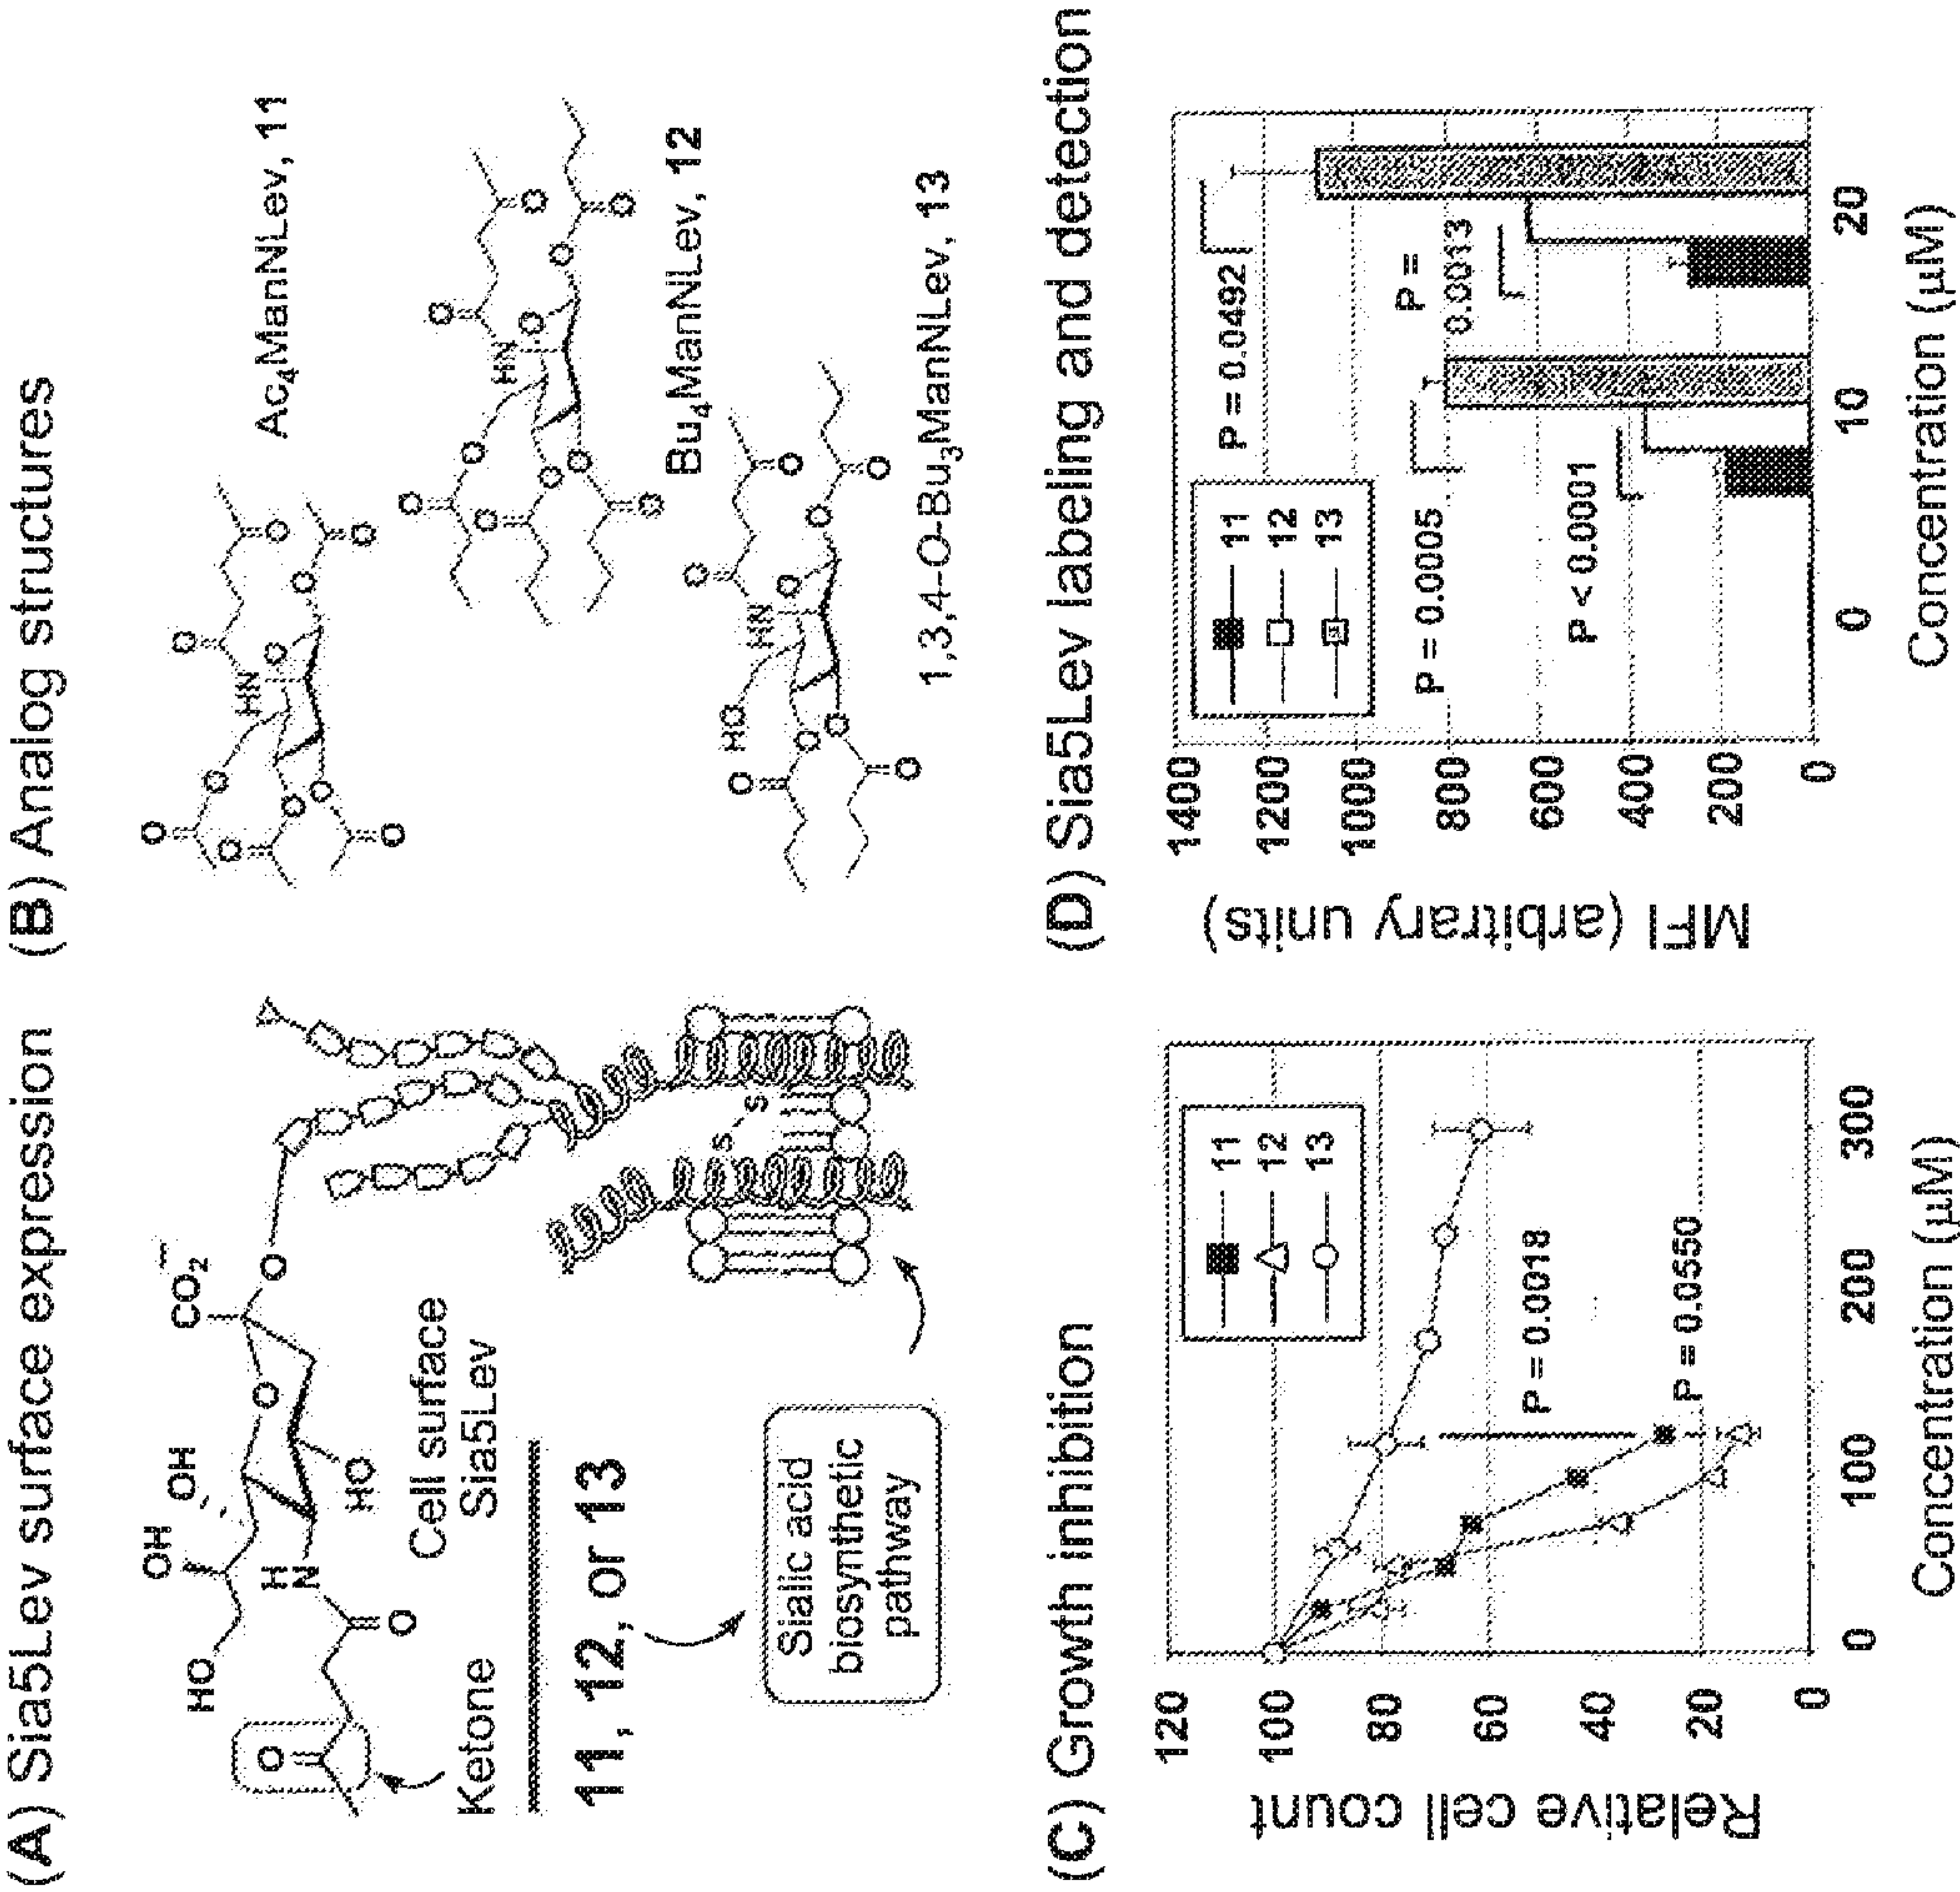 (A) Sia5Lev surface expression
OH
OH
CO2−
HO
O
O
O
H
N
O
HO
Ketone
Cell surface
Sia5Lev
11, 12, or 13
Sialic acid
biosynthetic
pathway
S
S
(B) Analog structures
O
O
O
O
O
O
O
HN
O
O
O
O
O
Ac4ManNLev, 11
O
O
O
O
O
O
O
HN
O
O
O
O
O
Bu4ManNLev, 12
HO
O
O
O
O
HN
O
O
O
O
O
1,3,4-O-Bu3ManNLev, 13
(C) Growth inhibition
Relative cell count
120
100
80
60
40
20
0
11
12
13
P = 0.0018
P = 0.0550
0
100
200
300
Concentration (µM)
(D) Sia5Lev labeling and detection
MFI (arbitrary units)
1400
1200
1000
800
600
400
200
0
11
12
13
P = 0.0492
P = 0.0005
P =
0.0013
P < 0.0001
0
10
20
Concentration (µM)